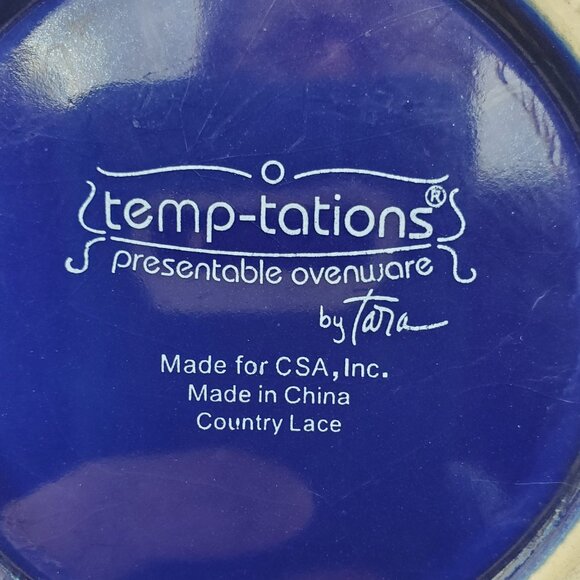 temp-tations®
presentable ovenware
by Tara
Made for CSA, Inc.
Made in China
Country Lace